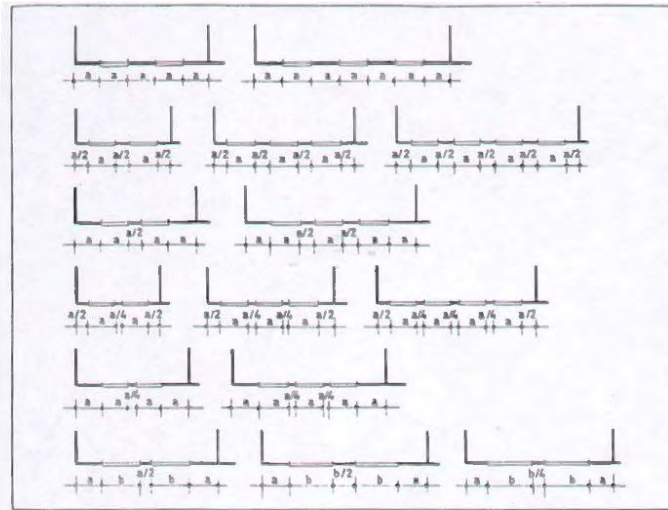 a a a a a
a a a a a a a
a/2 a a/2 a a/2
a/2 a a/2 a a/2 a a/2
a/2 a a/2 a a/2 a a/2 a a/2
a/2
a a a a
a/2 a/2
a a a a a
a/2 a a/4 a a/2
a/2 a a/4 a a/4 a a/2
a/2 a a/4 a a/4 a a/4 a a/2
a/4
a a a a
a/4 a/4
a a a a a
a/2
a b b a
b/2
a b b a
b/4
a b b a